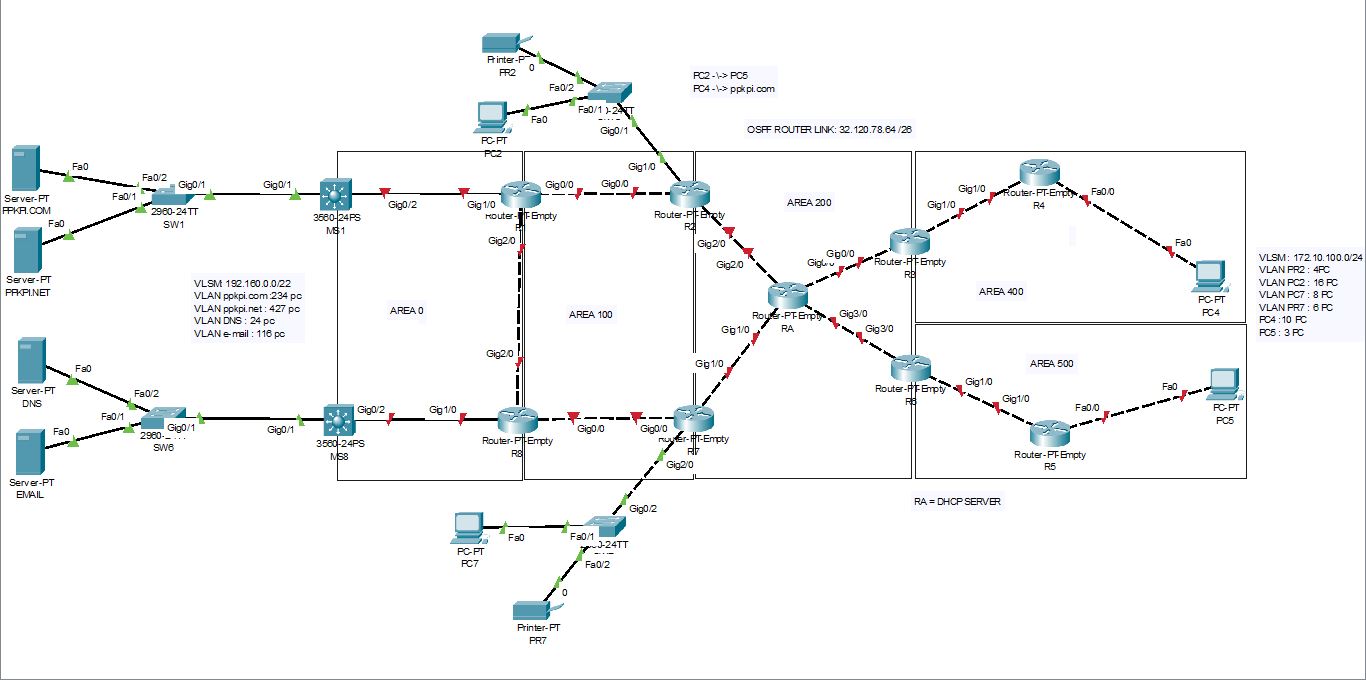 Printer-PT
PR2
0
Fa0/2
Fa0/1
Fa0
PC-PT
PC2
Gig0/1
Gig1/0
PC2 -\-> PC5
PC4 -\-> ppkpi.com
OSPF ROUTER LINK: 32.120.78.64 /26
Server-PT
PPKPI.COM
Fa0
Fa0/2
Fa0/1
Gig0/1
2960-24TT
SW1
Fa0
Server-PT
PPKPI.NET
Gig0/1
3560-24PS
MS1
Gig0/2
Gig1/0
Router-PT-Empty
Gig0/0
Gig0/0
Router-PT-Empty
R2
Gig2/0
Gig2/0
Gig2/0
AREA 200
Router-PT-Empty
RA
Gig0/0
Gig1/0
Gig1/0
Router-PT-Empty
R4
Fa0/0
Fa0
PC-PT
PC4
Router-PT-Empty
AREA 400
VLSM : 172.10.100.0/24
VLAN PR2 : 4PC
VLAN PC2 : 16 PC
VLAN PC7 : 8 PC
VLAN PR7 : 6 PC
PC4 :10 PC
PC5 : 3 PC
VLSM: 192.160.0.0/22
VLAN ppkpi.com :234 pc
VLAN ppkpi.net : 427 pc
VLAN DNS : 24 pc
VLAN e-mail : 116 pc
AREA 0
AREA 100
Gig2/0
Gig1/0
Gig1/0
Gig3/0
Gig3/0
Router-PT-Empty
R6
AREA 500
Gig1/0
Gig1/0
Router-PT-Empty
R5
Fa0/0
Fa0
PC-PT
PC5
Server-PT
DNS
Fa0
Fa0/2
Fa0/1
Gig0/1
SW6
Fa0
Server-PT
EMAIL
Gig0/1
3560-24PS
MS8
Gig0/2
Gig1/0
Router-PT-Empty
R8
Gig0/0
Gig0/0
Router-PT-Empty
R7
Gig2/0
Gig0/2
RA = DHCP SERVER
PC-PT
PC7
Fa0
Fa0/1
Fa0/2
0
Printer-PT
PR7